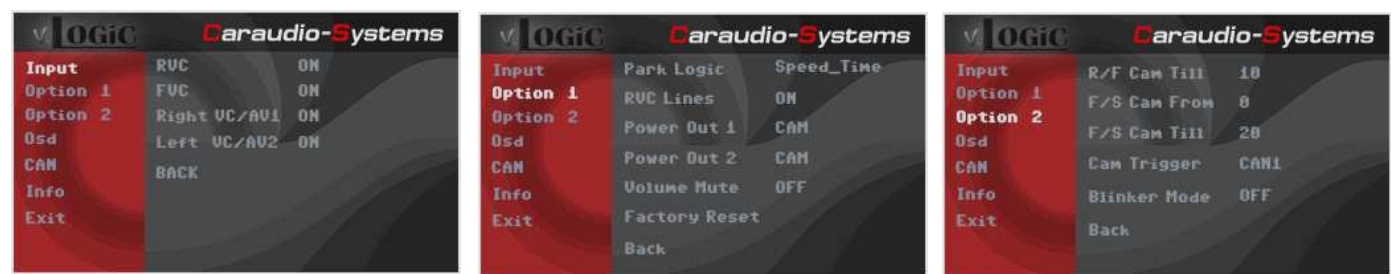 v.LOGiC Caraudio-Systems
Input RVC ON
Option 1 FVC ON
Option 2 Right VC/AV1 ON
Osd Left VC/AV2 ON
CAN BACK
Info
Exit
v.LOGiC Caraudio-Systems
Input Park Logic Speed_Time
Option 1 RVC Lines ON
Option 2 Power Out 1 CAM
Osd Power Out 2 CAM
CAN Volume Mute OFF
Info Factory Reset
Exit Back
v.LOGiC Caraudio-Systems
Input R/F Cam Till 10
Option 1 F/S Cam From 0
Option 2 F/S Cam Till 20
Osd Cam Trigger CAN1
CAN Blinker Mode OFF
Info Back
Exit